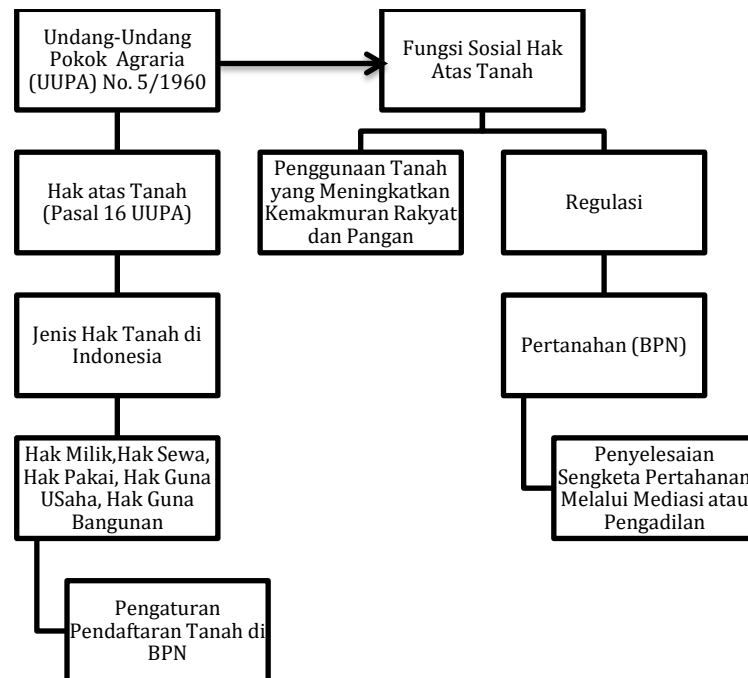 Undang-Undang
Pokok Agraria
(UUPA) No. 5/1960
Fungsi Sosial Hak
Atas Tanah
Hak atas Tanah
(Pasal 16 UUPA)
Penggunaan Tanah
yang Meningkatkan
Kemakmuran Rakyat
dan Pangan
Regulasi
Jenis Hak Tanah di
Indonesia
Pertanahan (BPN)
Hak Milik,Hak Sewa,
Hak Pakai, Hak Guna
USaha, Hak Guna
Bangunan
Penyelesaian
Sengketa Pertahanan
Melalui Mediasi atau
Pengadilan
Pengaturan
Pendaftaran Tanah di
BPN